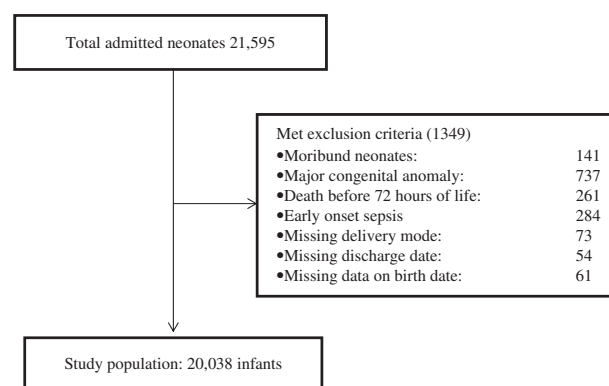 Total admitted neonates 21,595
Met exclusion criteria (1349)
•Moribund neonates: 141
•Major congenital anomaly: 737
•Death before 72 hours of life: 261
•Early onset sepsis 284
•Missing delivery mode: 73
•Missing discharge date: 54
•Missing data on birth date: 61
Study population: 20,038 infants